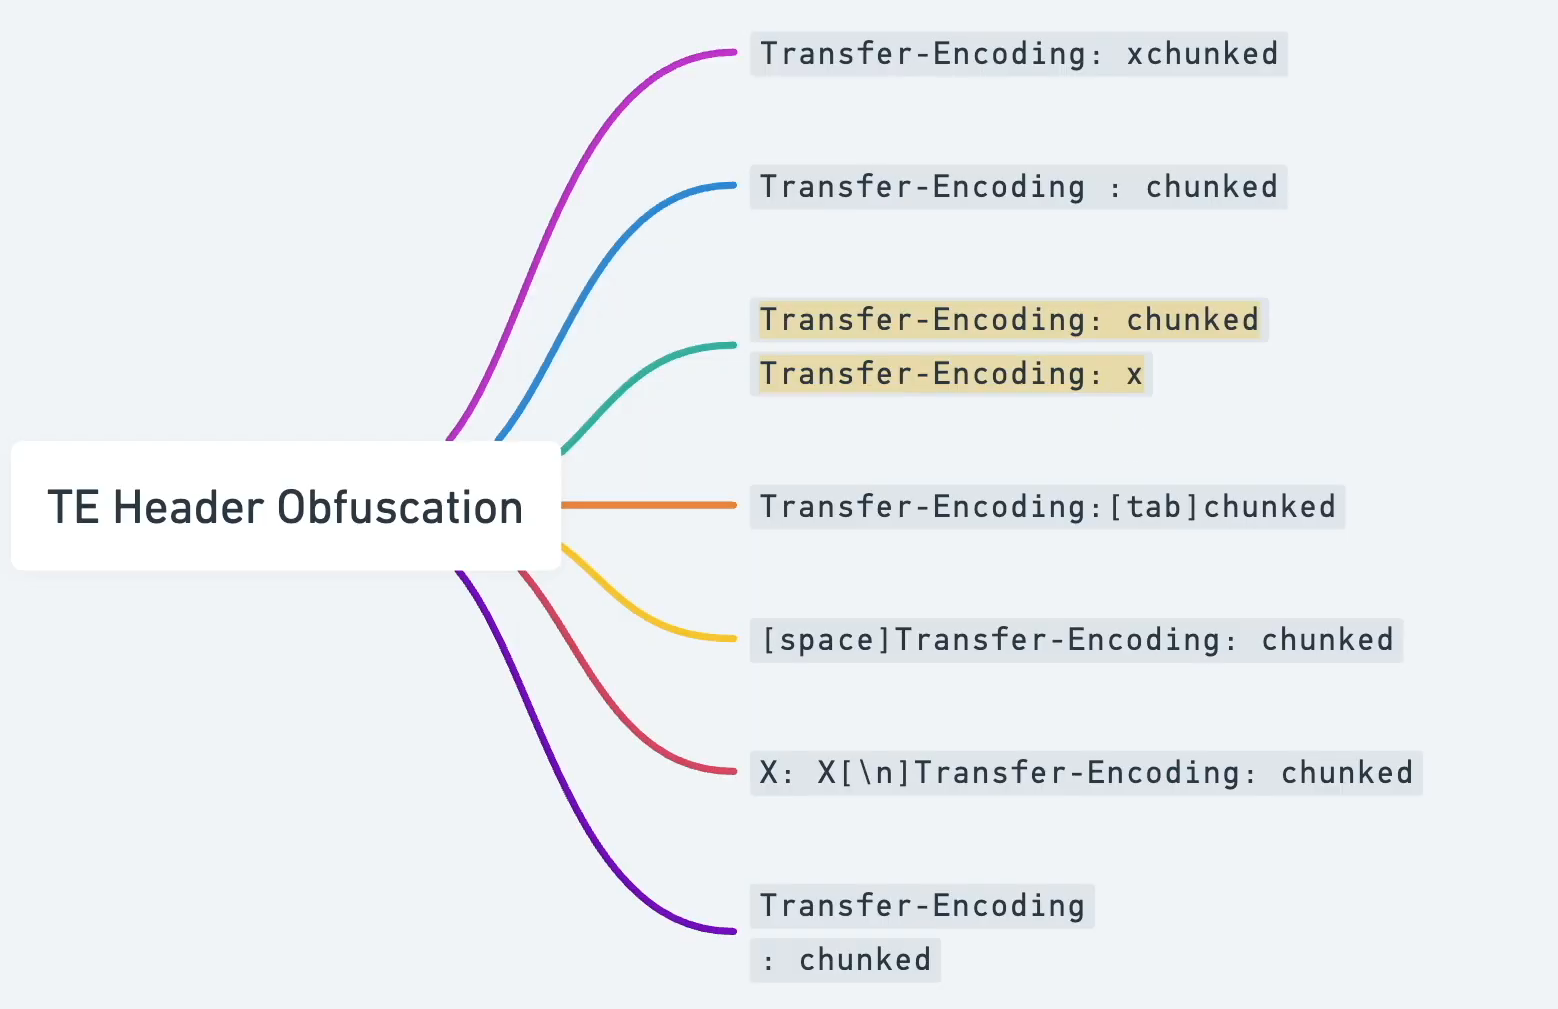 Transfer-Encoding: xchunked
Transfer-Encoding : chunked
Transfer-Encoding: chunked
Transfer-Encoding: x
TE Header Obfuscation
Transfer-Encoding:[tab]chunked
[space]Transfer-Encoding: chunked
X: X[\n]Transfer-Encoding: chunked
Transfer-Encoding
: chunked